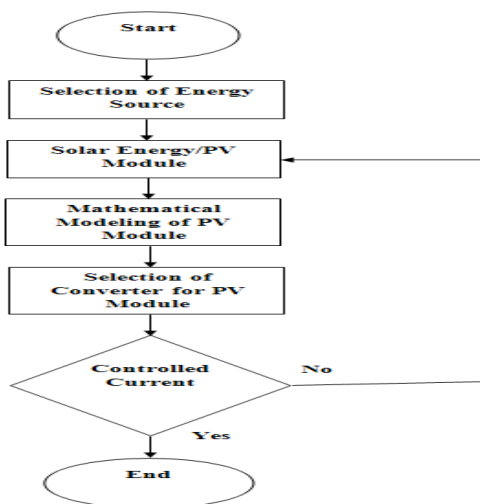 Start
Selection of Energy
Source
Solar Energy/PV
Module
Mathematical
Modeling of PV
Module
Selection of
Converter for PV
Module
Controlled
Current
No
Yes
End